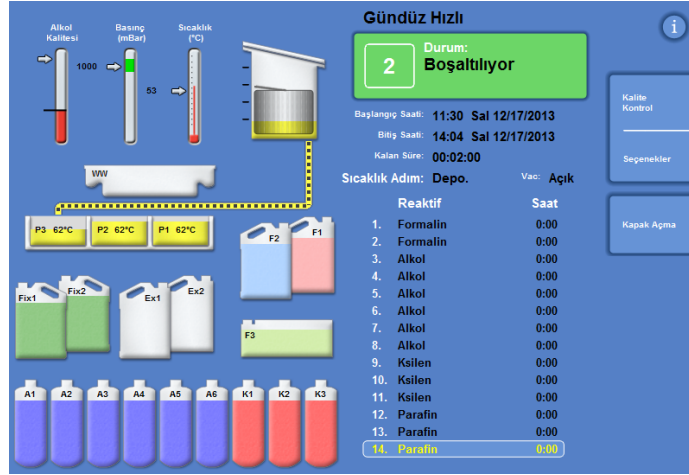 Gündüz Hızlı
i
Alkol
Kalitesi
Basınç
(mBar)
Sıcaklık
(°C)
1000
53
2
Durum:
Boşaltılıyor
Başlangıç Saati: 11:30 Sal 12/17/2013
Bitiş Saati: 14:04 Sal 12/17/2013
Kalan Süre: 00:02:00
Sıcaklık Adım: Depo. Vac: Açık
Kalite
Kontrol
Seçenekler
Kapak Açma
WW
P3 62°C P2 62°C P1 62°C
F2 F1
Fix1 Fix2 Ex1 Ex2
F3
A1 A2 A3 A4 A5 A6 K1 K2 K3
Reaktif Saat
1. Formalin 0:00
2. Formalin 0:00
3. Alkol 0:00
4. Alkol 0:00
5. Alkol 0:00
6. Alkol 0:00
7. Alkol 0:00
8. Alkol 0:00
9. Ksilen 0:00
10. Ksilen 0:00
11. Ksilen 0:00
12. Parafin 0:00
13. Parafin 0:00
14. Parafin 0:00